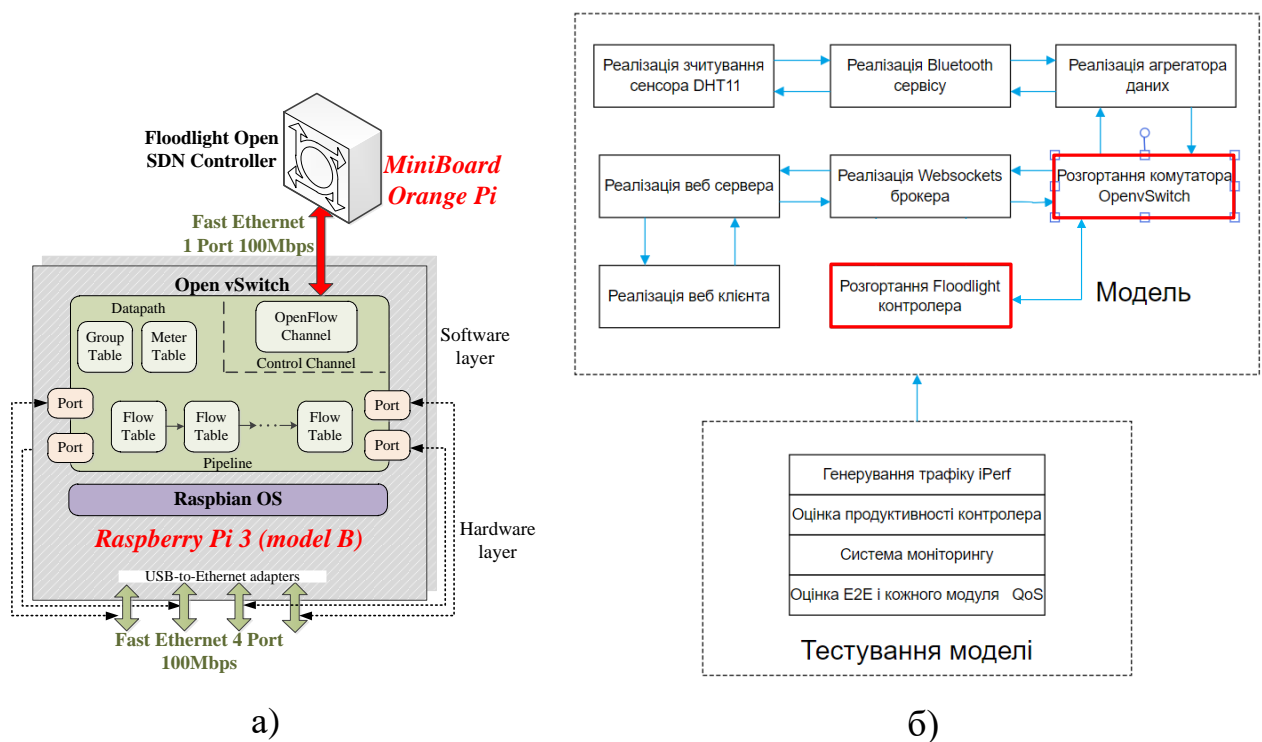 Floodlight Open
SDN Controller
MiniBoard
Orange Pi
Fast Ethernet
1 Port 100Mbps
Open vSwitch
Datapath
Group
Table
Meter
Table
OpenFlow
Channel
Control Channel
Software
layer
Port
Port
Flow
Table
Flow
Table
Flow
Table
Port
Port
Pipeline
Raspbian OS
Raspberry Pi 3 (model B)
Hardware
layer
USB-to-Ethernet adapters
Fast Ethernet 4 Port
100Mbps
а)
Реалізація зчитування
сенсора DHT11
Реалізація Bluetooth
сервісу
Реалізація агрегатора
даних
Реалізація веб сервера
Реалізація Websockets
брокера
Розгортання комутатора
OpenvSwitch
Реалізація веб клієнта
Розгортання Floodlight
контролера
Модель
Генерування трафіку iPerf
Оцінка продуктивності контролера
Система моніторингу
Оцінка E2E і кожного модуля QoS
Тестування моделі
б)